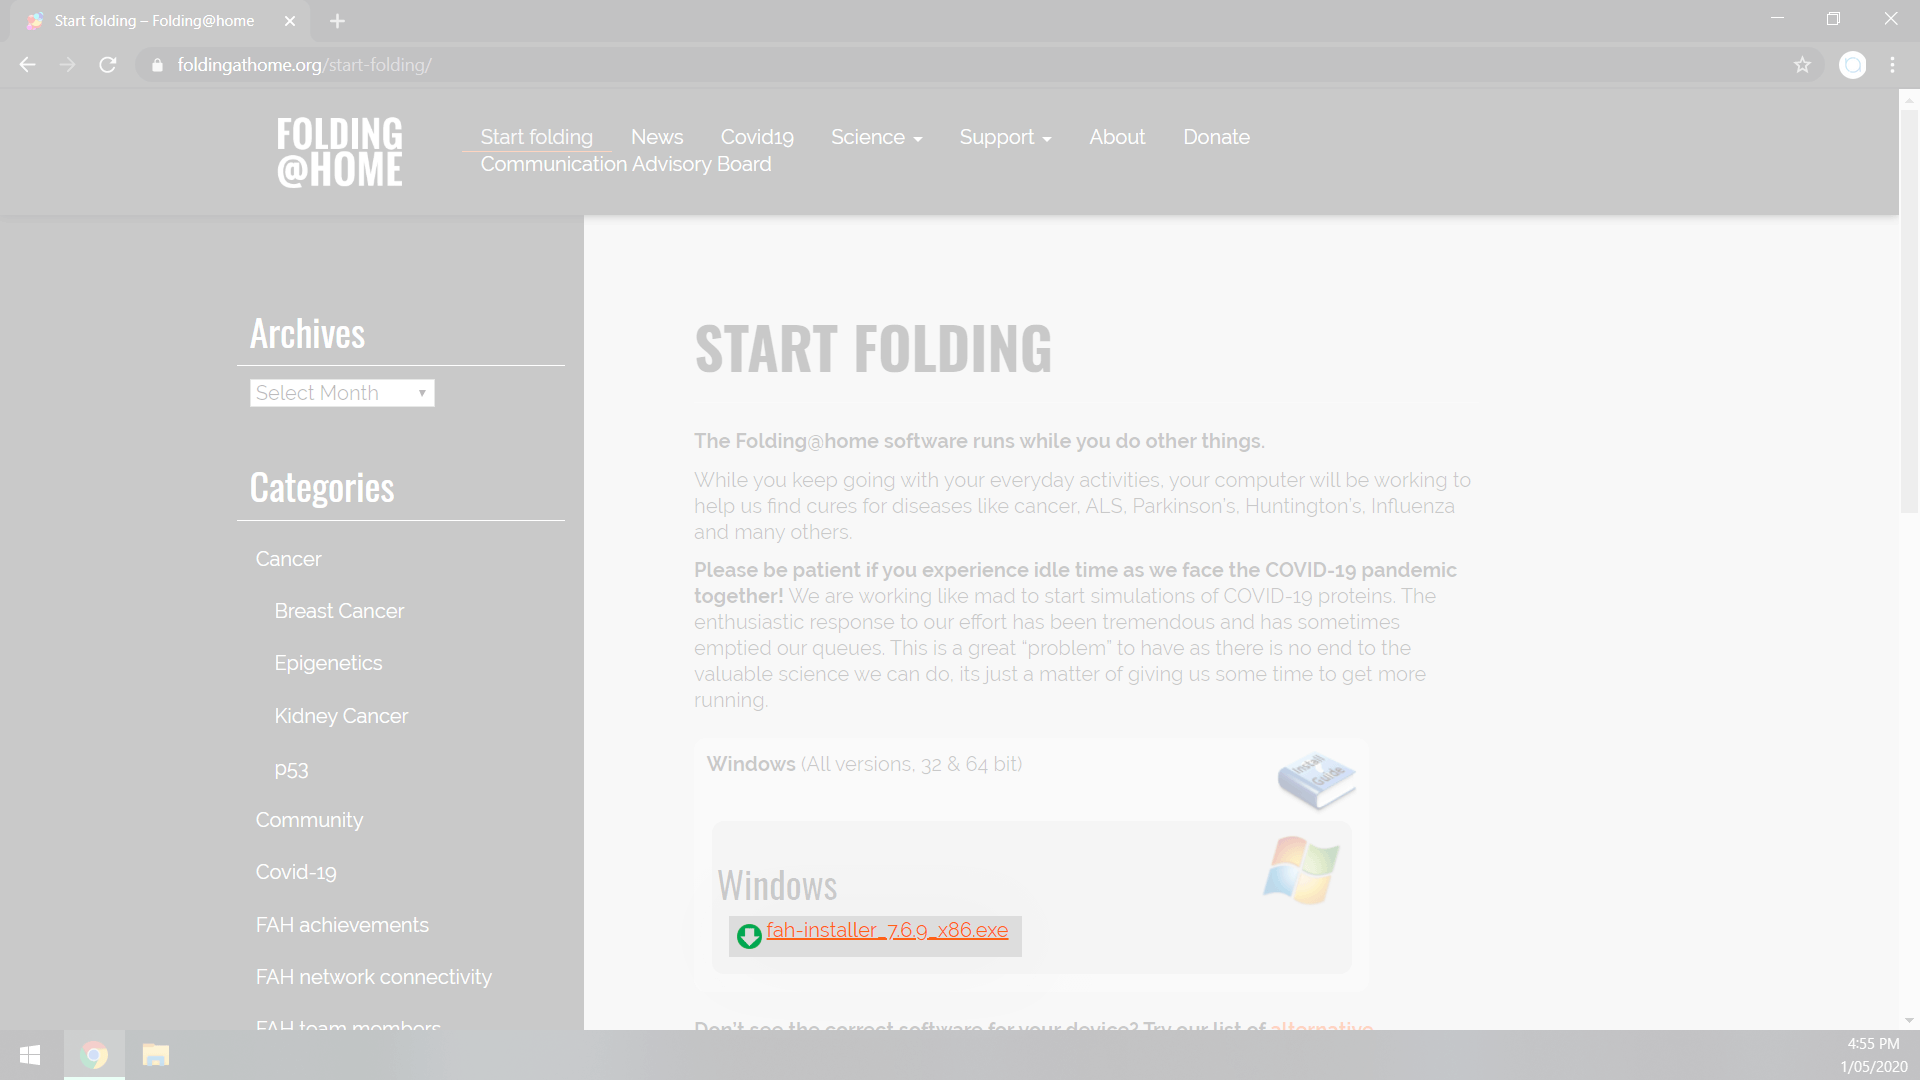 Start folding – Folding@home
foldingathome.org/start-folding/
FOLDING
@HOME
Start folding News Covid19 Science Support About Donate
Communication Advisory Board
Archives
Select Month
Categories
Cancer
Breast Cancer
Epigenetics
Kidney Cancer
p53
Community
Covid-19
FAH achievements
FAH network connectivity
FAH team members
START FOLDING
The Folding@home software runs while you do other things.
While you keep going with your everyday activities, your computer will be working to
help us find cures for diseases like cancer, ALS, Parkinson's, Huntington's, Influenza
and many others.
Please be patient if you experience idle time as we face the COVID-19 pandemic
together! We are working like mad to start simulations of COVID-19 proteins. The
enthusiastic response to our effort has been tremendous and has sometimes
emptied our queues. This is a great “problem” to have as there is no end to the
valuable science we can do, its just a matter of giving us some time to get more
running.
Windows (All versions, 32 & 64 bit)
Install
Guide
Windows
fah-installer_7.6.9_x86.exe
Don't see the correct software for your device? Try our list of alternative
4:55 PM
1/05/2020